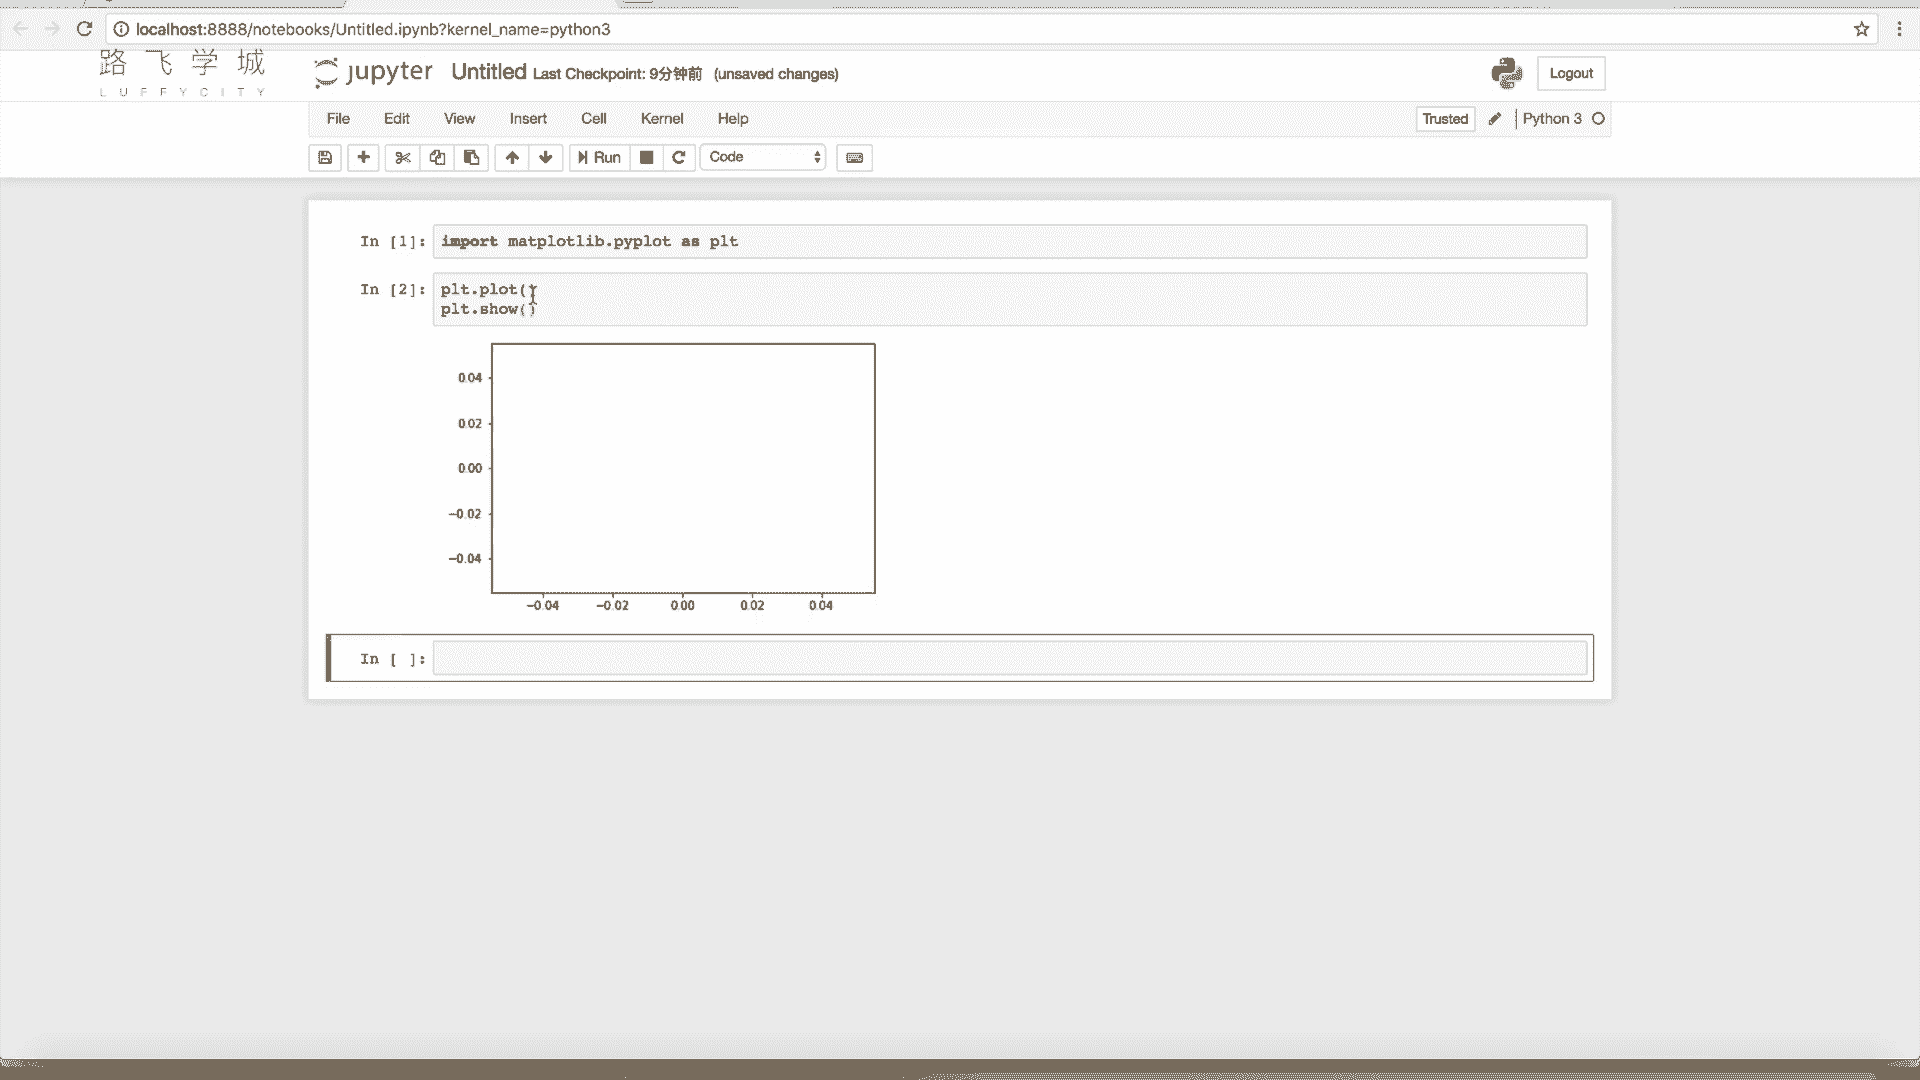 localhost:8888/notebooks/Untitled.ipynb?kernel_name=python3
路飞学城
LUFFYCITY
jupyter Untitled Last Checkpoint: 9分钟前 (unsaved changes)
Logout
File Edit View Insert Cell Kernel Help
Trusted Python 3
Run Code
In [1]: import matplotlib.pyplot as plt
In [2]: plt.plot()
plt.show()
0.04
0.02
0.00
−0.02
−0.04
−0.04 −0.02 0.00 0.02 0.04
In [ ]: